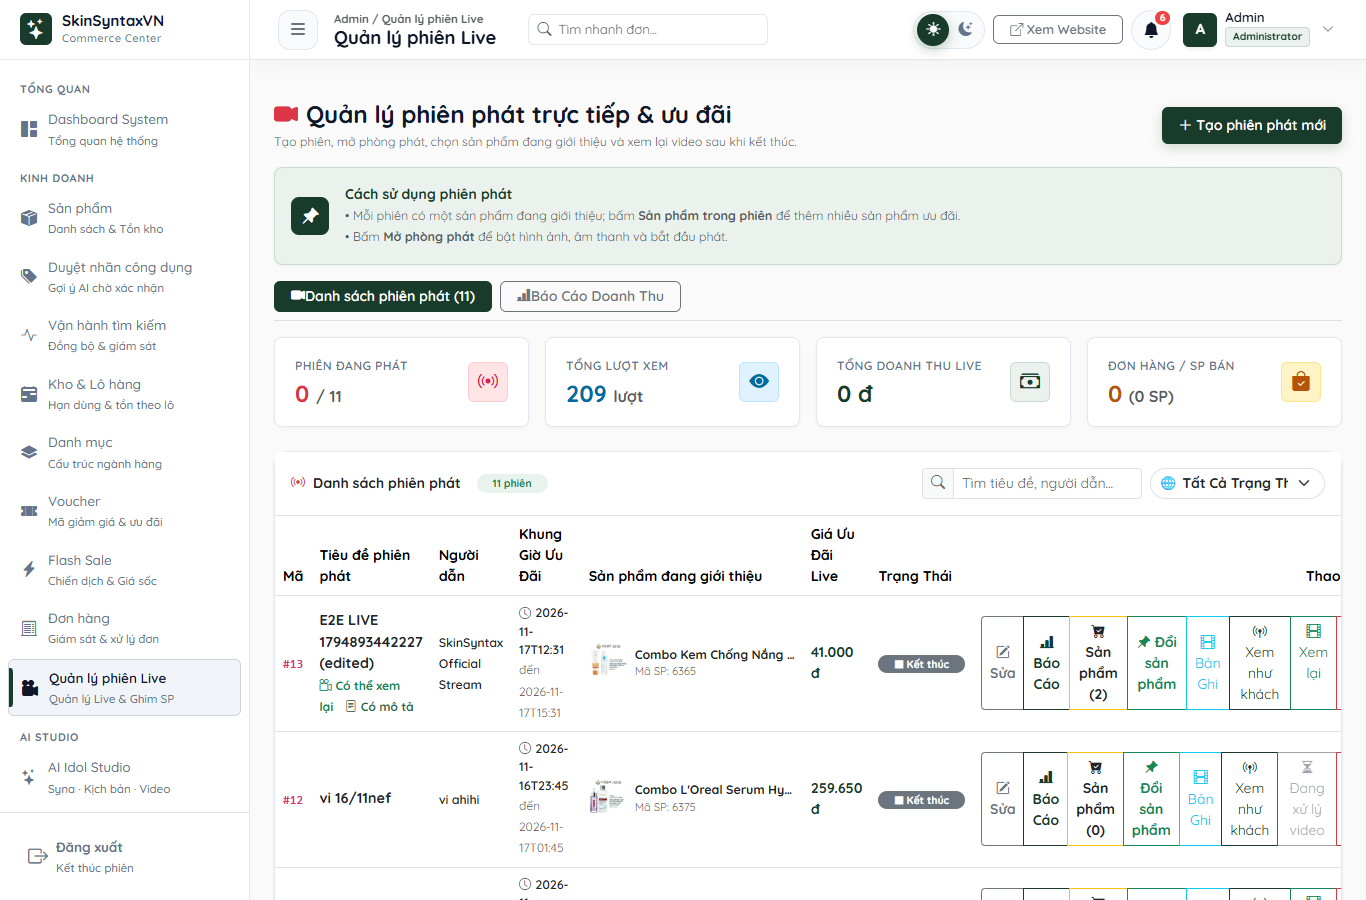 SkinSyntaxVN
Commerce Center
Admin / Quản lý phiên Live
Quản lý phiên Live
Tìm nhanh đơn...
Xem Website
6
A
Admin
Administrator
TỔNG QUAN
Dashboard System
Tổng quan hệ thống
KINH DOANH
Sản phẩm
Danh sách & Tồn kho
Duyệt nhãn công dụng
Gợi ý AI chờ xác nhận
Vận hành tìm kiếm
Đồng bộ & giám sát
Kho & Lô hàng
Hạn dùng & tồn theo lô
Danh mục
Cấu trúc ngành hàng
Voucher
Mã giảm giá & ưu đãi
Flash Sale
Chiến dịch & Giá sốc
Đơn hàng
Giám sát & xử lý đơn
Quản lý phiên Live
Quản lý Live & Ghim SP
AI STUDIO
AI Idol Studio
Syna · Kịch bản · Video
Đăng xuất
Kết thúc phiên
Quản lý phiên phát trực tiếp & ưu đãi
Tạo phiên, mở phòng phát, chọn sản phẩm đang giới thiệu và xem lại video sau khi kết thúc.
+ Tạo phiên phát mới
Cách sử dụng phiên phát
• Mỗi phiên có một sản phẩm đang giới thiệu; bấm Sản phẩm trong phiên để thêm nhiều sản phẩm ưu đãi.
• Bấm Mở phòng phát để bật hình ảnh, âm thanh và bắt đầu phát.
Danh sách phiên phát (11)
Báo Cáo Doanh Thu
PHIÊN ĐANG PHÁT
0 / 11
TỔNG LƯỢT XEM
209 lượt
TỔNG DOANH THU LIVE
0 đ
ĐƠN HÀNG / SP BÁN
0 (0 SP)
Danh sách phiên phát
11 phiên
Tìm tiêu đề, người dẫn...
Tất Cả Trạng Th
Mã
Tiêu đề phiên
phát
Người
dẫn
Khung
Giờ Ưu
Đãi
Sản phẩm đang giới thiệu
Giá Ưu
Đãi
Live
Trạng Thái
Thao
#13
E2E LIVE
1794893442227
(edited)
Có thể xem
lại
Có mô tả
SkinSyntax
Official
Stream
2026-
11-
17T12:31
đến
2026-11-
17T15:31
Combo Kem Chống Nắng ...
Mã SP: 6365
41.000
đ
Kết thúc
Sửa
Báo
Cáo
Sản
phẩm
(2)
Đổi
sản
phẩm
Bản
Ghi
Xem
như
khách
Xem
lại
#12
vi 16/11nef
vi ahihi
2026-
11-
16T23:45
đến
2026-11-
17T01:45
Combo L'Oreal Serum Hy...
Mã SP: 6375
259.650
đ
Kết thúc
Sửa
Báo
Cáo
Sản
phẩm
(0)
Đổi
sản
phẩm
Bản
Ghi
Xem
như
khách
Đang
xử lý
video
2026-